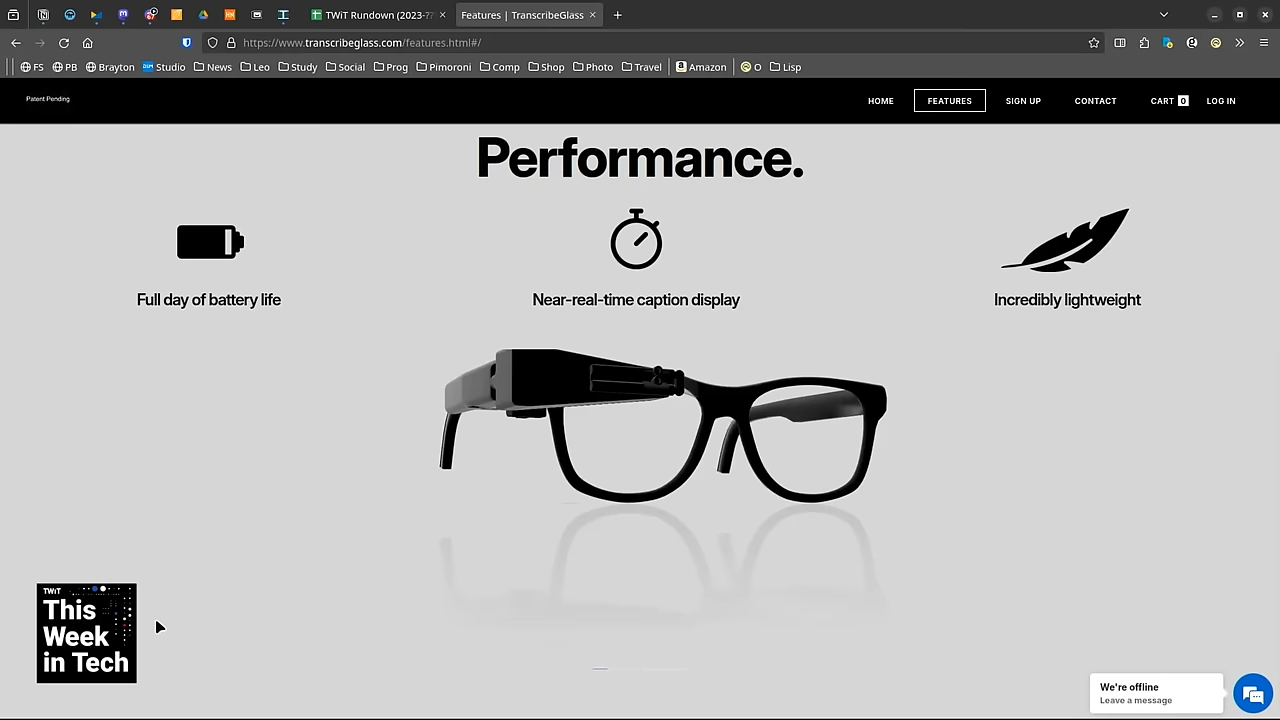 TWiT Rundown (2023-??
Features | TranscribeGlass
https://www.transcribeglass.com/features.html#/
FS PB Brayton Studio News Leo Study Social Prog Pimoroni Comp Shop Photo Travel Amazon O Lisp
Patent Pending
HOME FEATURES SIGN UP CONTACT CART 0 LOG IN
Performance.
Full day of battery life
Near-real-time caption display
Incredibly lightweight
TWiT
This
Week
in Tech
We're offline
Leave a message